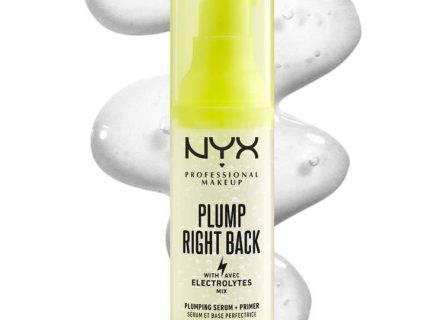 NYX
PROFESSIONAL
MAKEUP
PLUMP
RIGHT BACK
WITH AVEC
ELECTROLYTES
MIX
PLUMPING SERUM + PRIMER
SÉRUM ET BASE PERFECTRICE